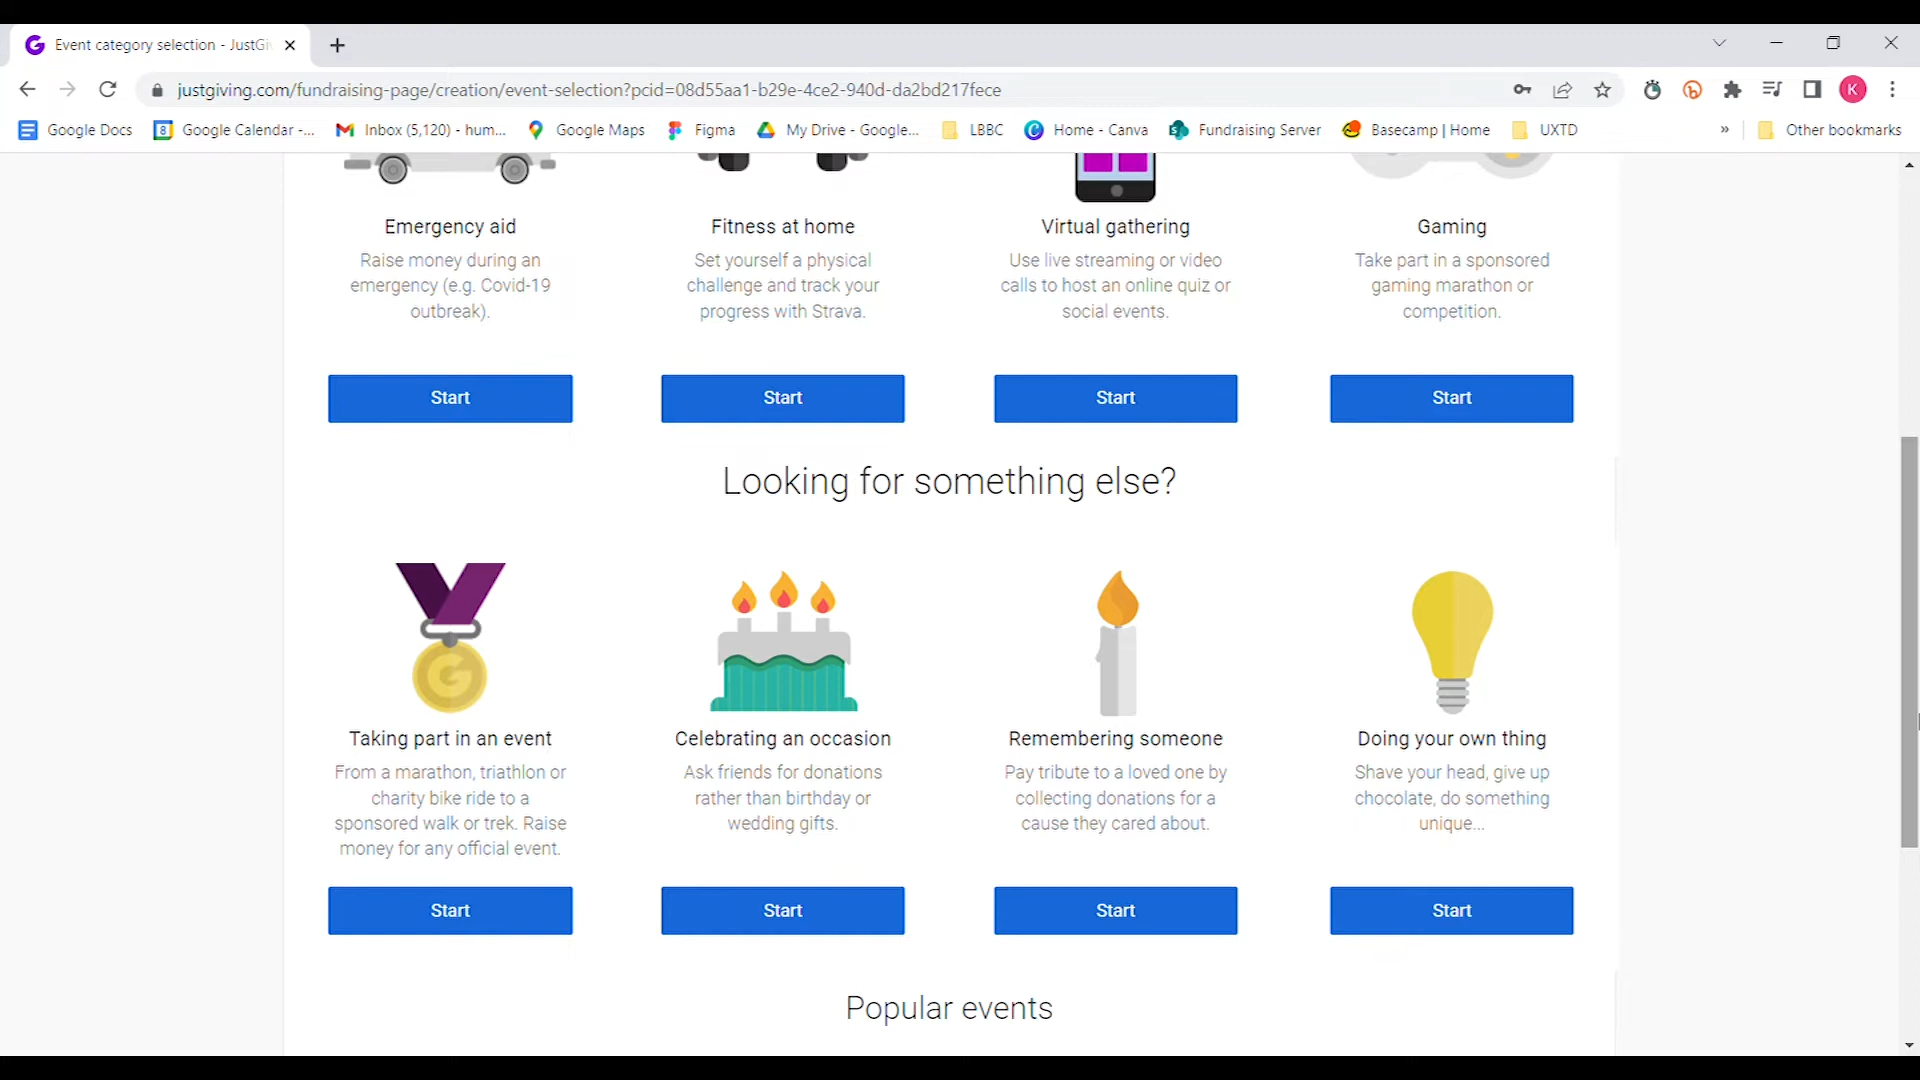 Event category selection - JustGi
justgiving.com/fundraising-page/creation/event-selection?pcid=08d55aa1-b29e-4ce2-940d-da2bd217fece
K
Google Docs
8
Google Calendar -...
Inbox (5,120) - hum...
Google Maps
Figma
My Drive - Google...
LBBC
Home - Canva
Fundraising Server
Basecamp | Home
UXTD
»
Other bookmarks
Emergency aid
Raise money during an
emergency (e.g. Covid-19
outbreak).
Start
Fitness at home
Set yourself a physical
challenge and track your
progress with Strava.
Start
Virtual gathering
Use live streaming or video
calls to host an online quiz or
social events.
Start
Gaming
Take part in a sponsored
gaming marathon or
competition.
Start
Looking for something else?
Taking part in an event
From a marathon, triathlon or
charity bike ride to a
sponsored walk or trek. Raise
money for any official event.
Start
Celebrating an occasion
Ask friends for donations
rather than birthday or
wedding gifts.
Start
Remembering someone
Pay tribute to a loved one by
collecting donations for a
cause they cared about.
Start
Doing your own thing
Shave your head, give up
chocolate, do something
unique...
Start
Popular events